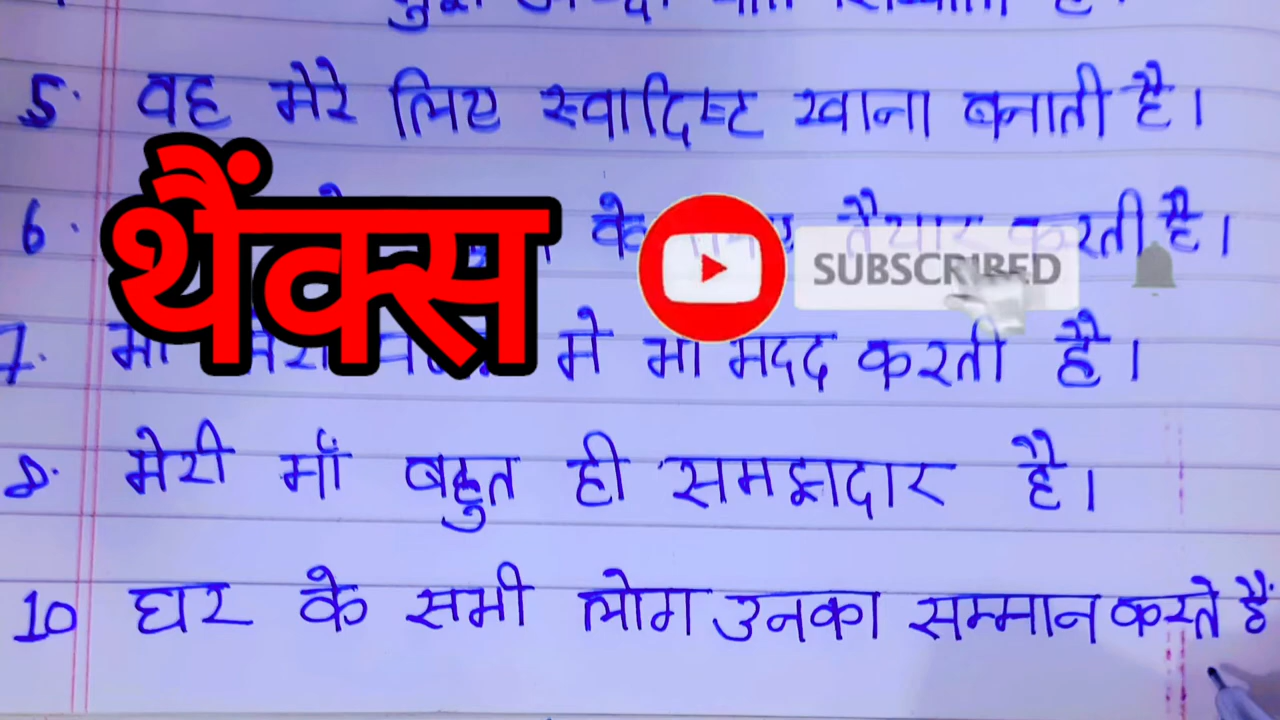 5. वह मेरे लिए स्वादिष्ट खाना बनाती है।
6. के तैयार करती है।
थैंक्स
SUBSCRIBED
7. में मदद करती है।
8. मेरी माँ बहुत ही समझदार है।
10 घर के सभी लोग उनका सम्मान करते हैं